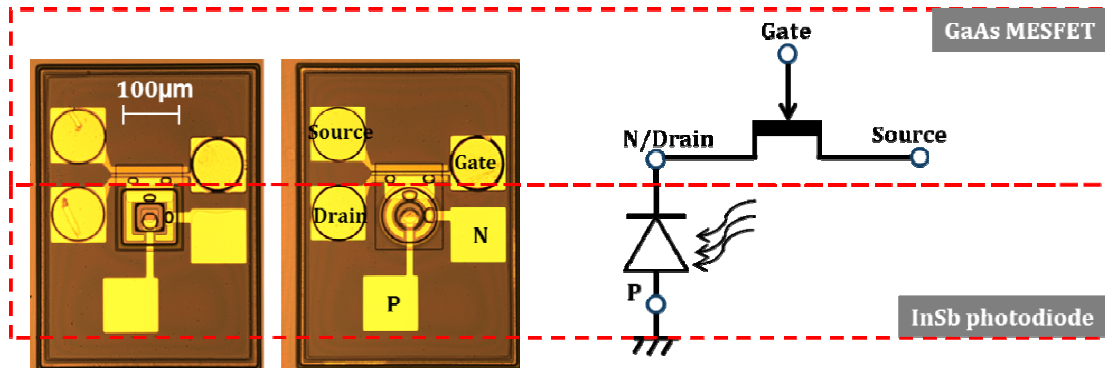 GaAs MESFET
Gate
100μm
N/Drain
Source
Source
Gate
Drain
N
P
P
InSb photodiode